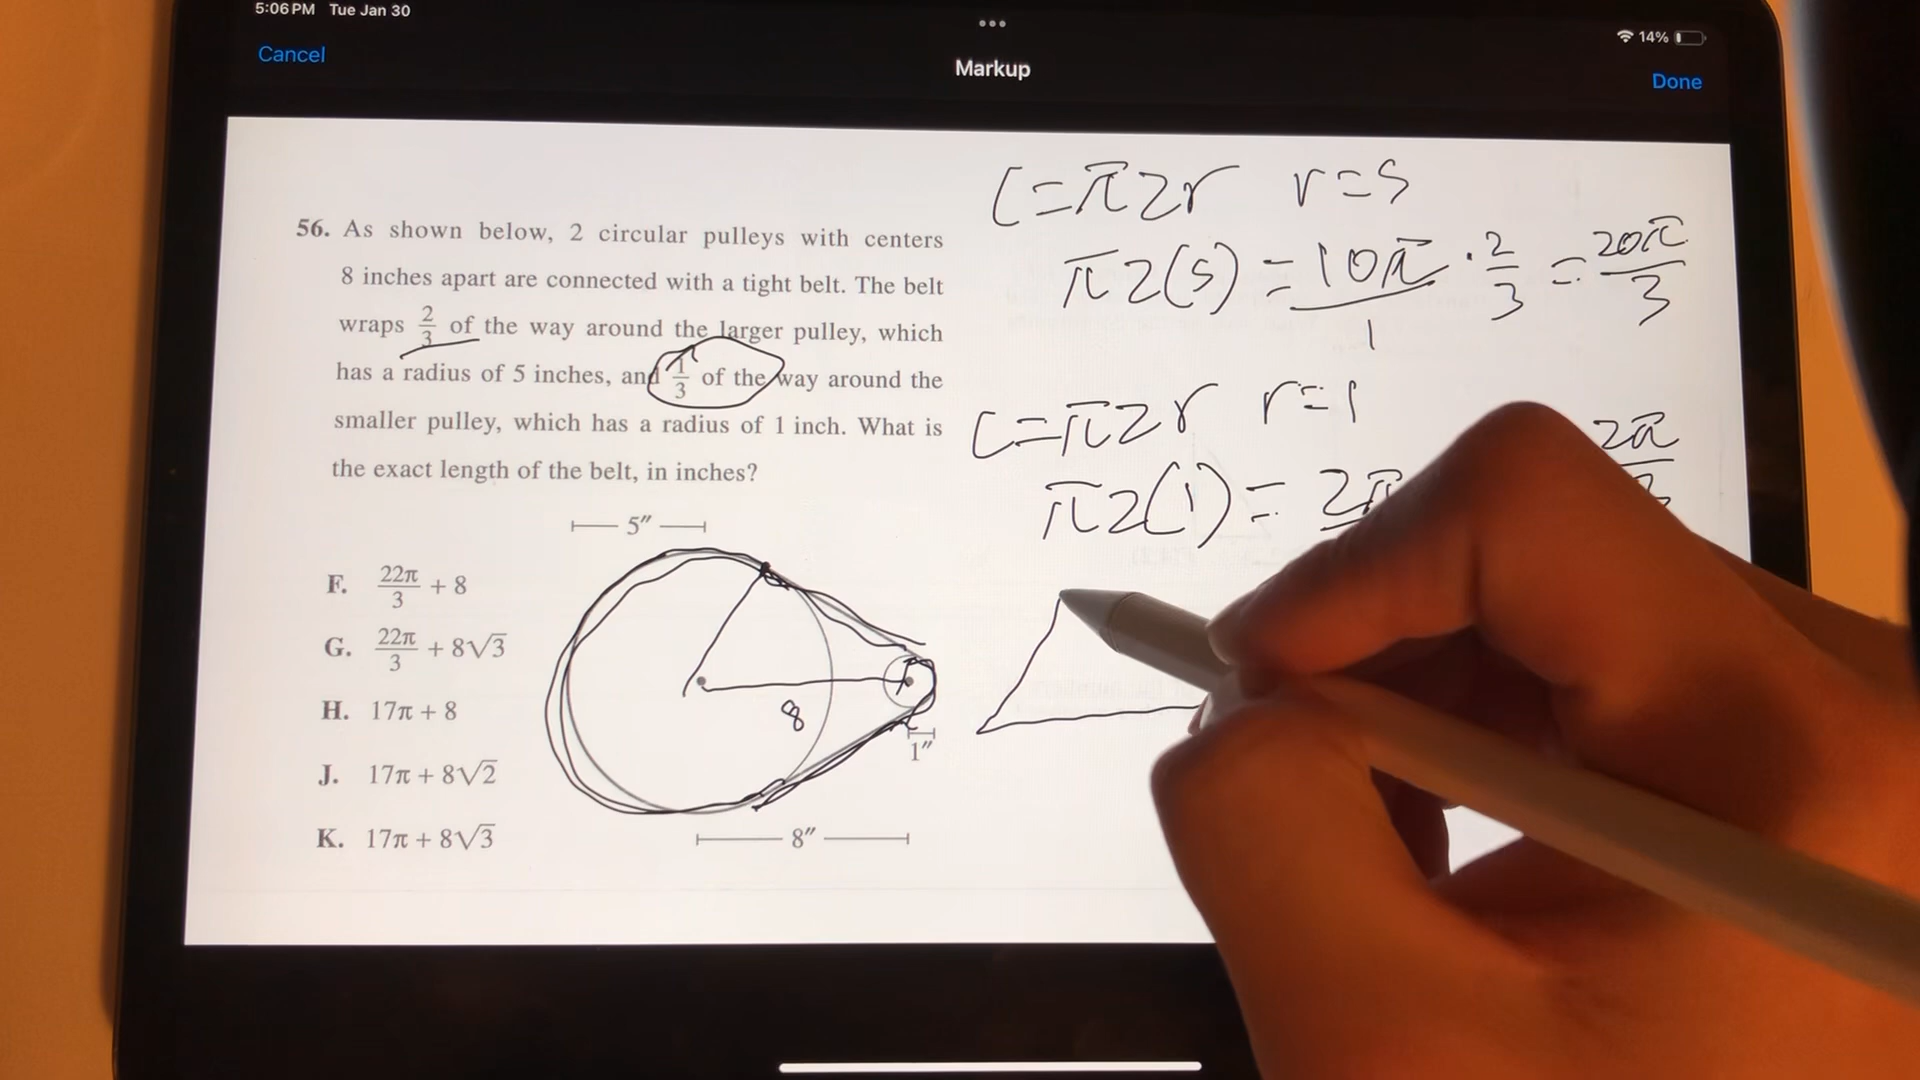 5:06 PM Tue Jan 30
14%
Cancel
Markup
Done
56. As shown below, 2 circular pulleys with centers
8 inches apart are connected with a tight belt. The belt
wraps 2/3 of the way around the larger pulley, which
has a radius of 5 inches, and 1/3 of the way around the
smaller pulley, which has a radius of 1 inch. What is
the exact length of the belt, in inches?
5″
F. 22π/3 + 8
G. 22π/3 + 8√3
H. 17π + 8
J. 17π + 8√2
K. 17π + 8√3
8
1″
8″
C=π2r r=5
π2(5) = 10π/1 · 2/3 = 20π/3
C=π2r r=1
π2(1) = 2π
2π